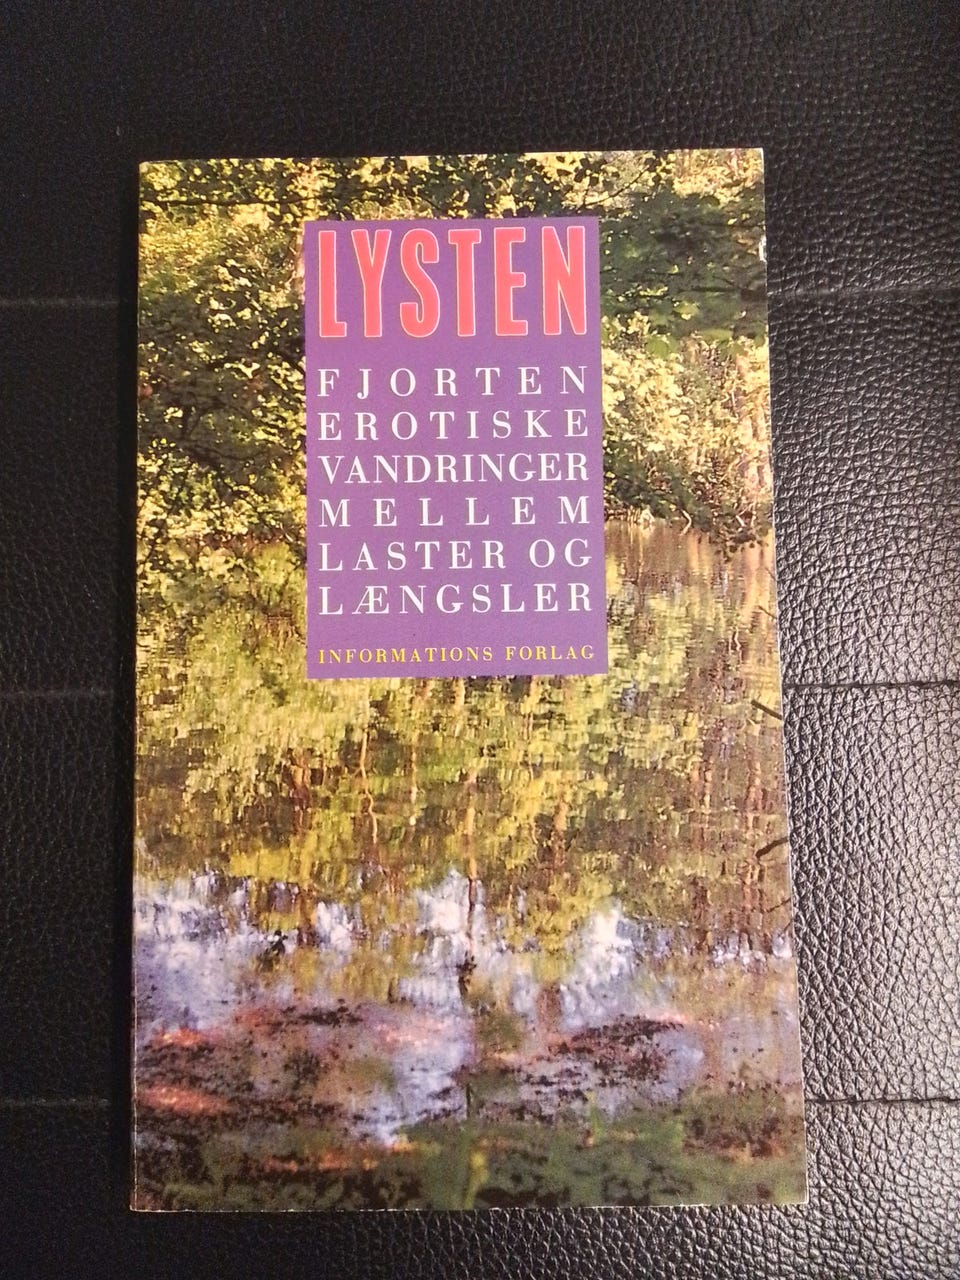 LYSTEN
FJORTEN
EROTISKE
VANDRINGER
MELLEM
LASTER OG
LÆNGSLER
INFORMATIONS FORLAG